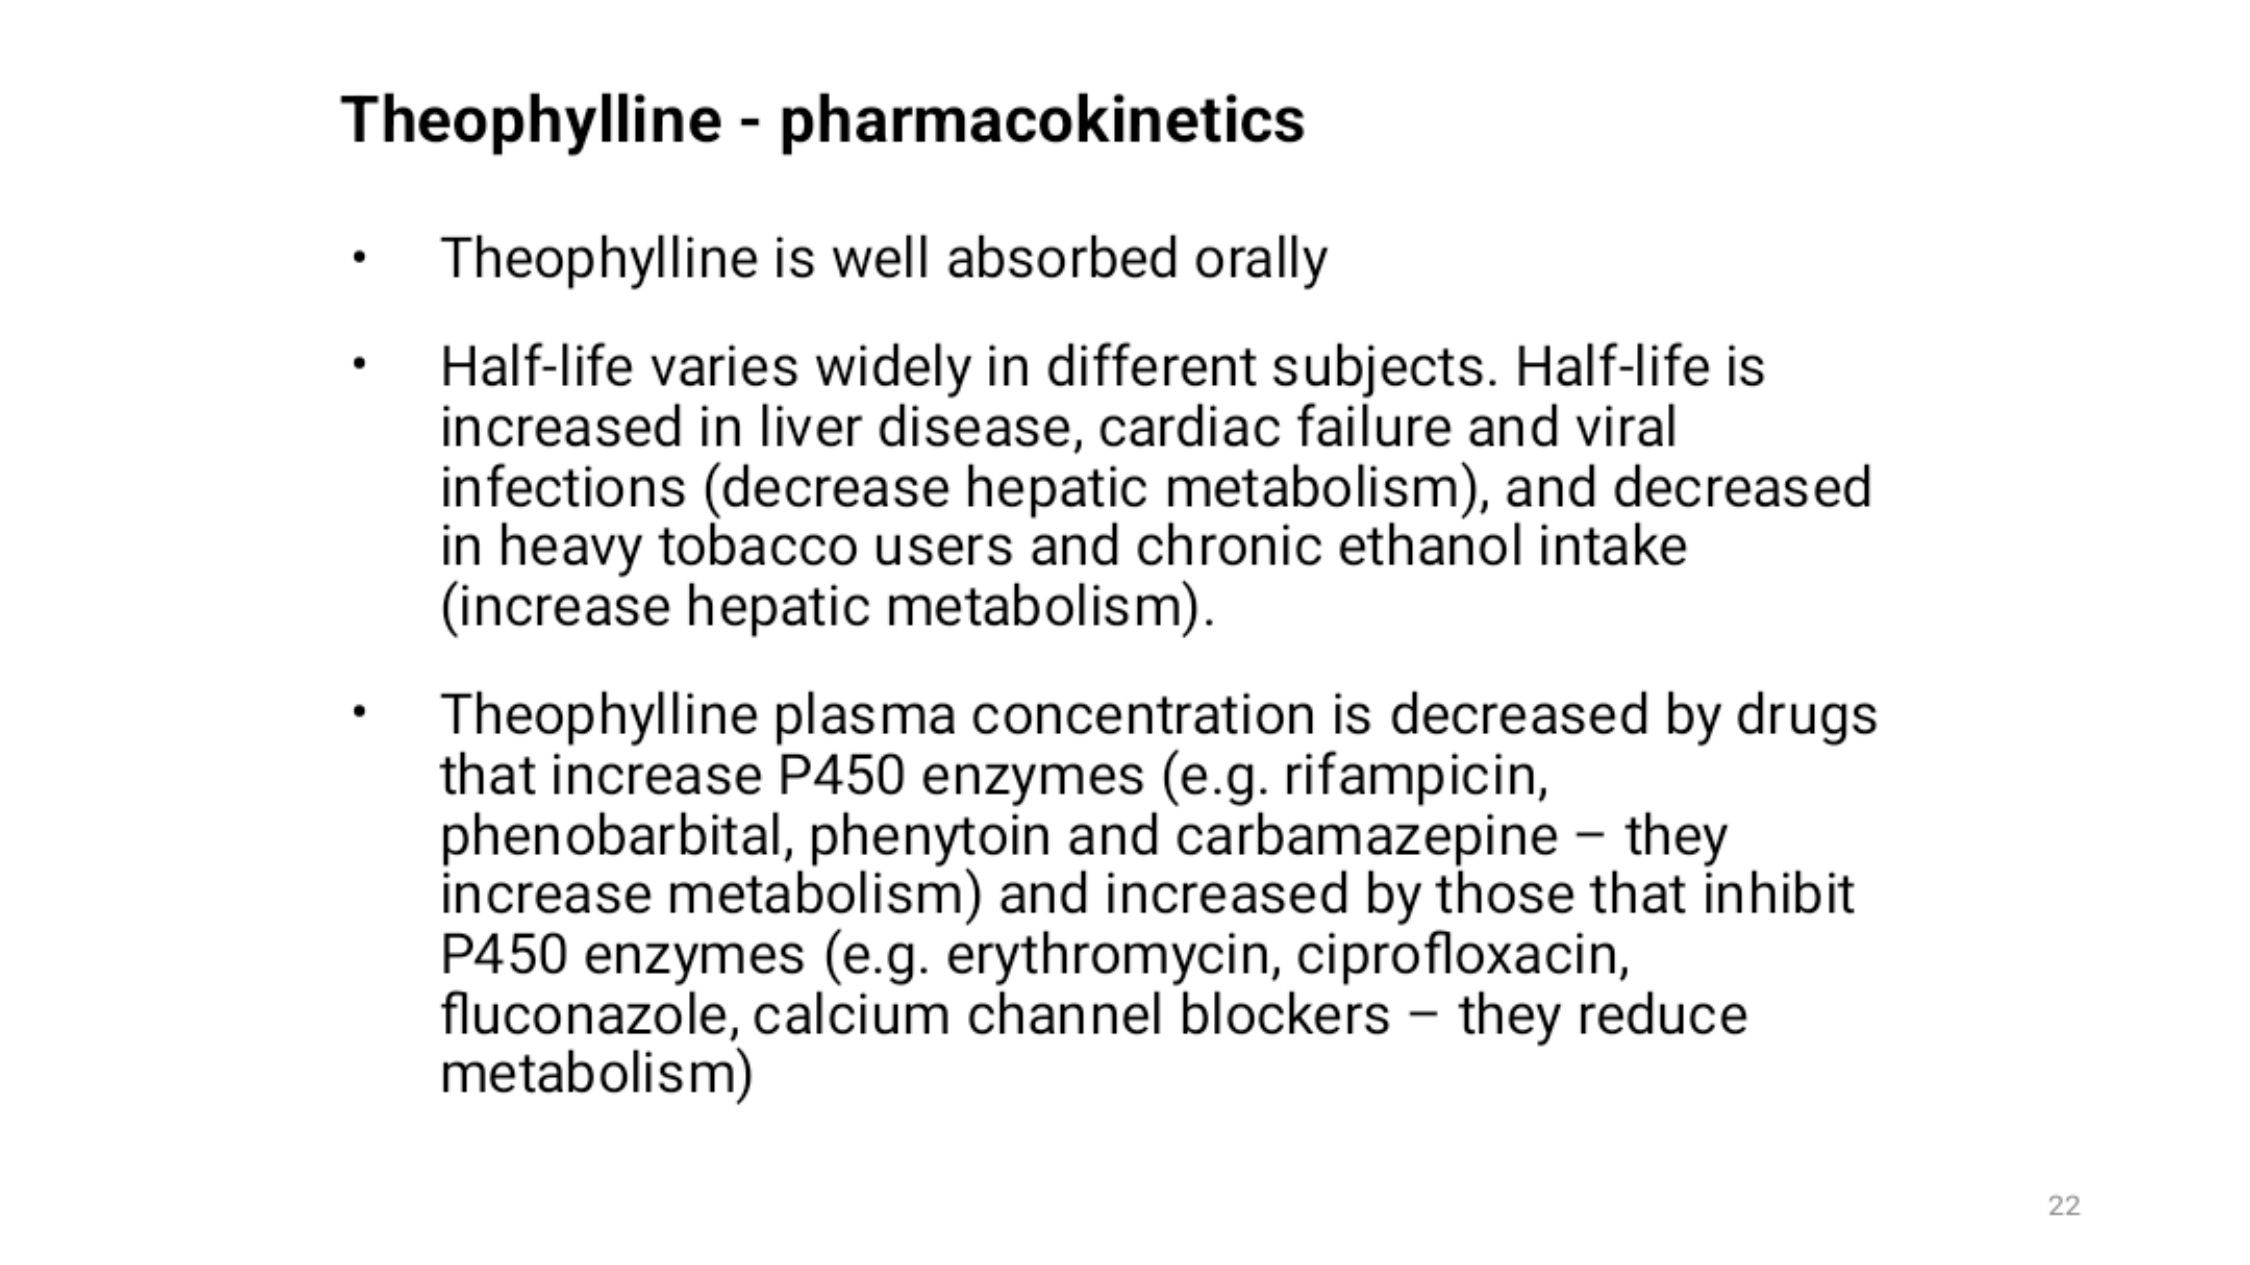 Theophylline - pharmacokinetics
• Theophylline is well absorbed orally
• Half-life varies widely in different subjects. Half-life is
increased in liver disease, cardiac failure and viral
infections (decrease hepatic metabolism), and decreased
in heavy tobacco users and chronic ethanol intake
(increase hepatic metabolism).
• Theophylline plasma concentration is decreased by drugs
that increase P450 enzymes (e.g. rifampicin,
phenobarbital, phenytoin and carbamazepine – they
increase metabolism) and increased by those that inhibit
P450 enzymes (e.g. erythromycin, ciprofloxacin,
fluconazole, calcium channel blockers – they reduce
metabolism)
22